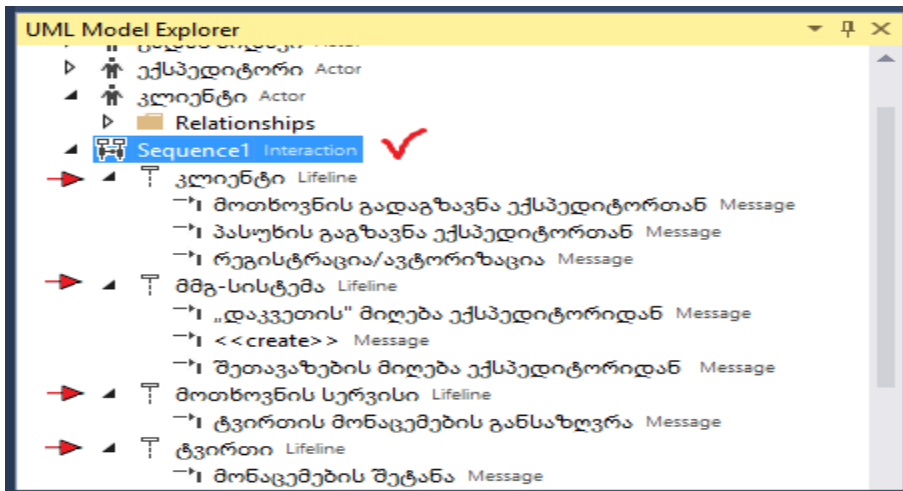 UML Model Explorer
ექსპედიტორი Actor
კლიენტი Actor
Relationships
Sequence1 Interaction
კლიენტი Lifeline
მოთხოვნის გადაგზავნა ექსპედიტორთან Message
პასუხის გაგზავნა ექსპედიტორთან Message
რეგისტრაცია/ავტორიზაცია Message
მმგ-სისტემა Lifeline
„დაკვეთის" მიღება ექსპედიტორიდან Message
<<create>> Message
შეთავაზების მიღება ექსპედიტორიდან Message
მოთხოვნის სერვისი Lifeline
ტვირთის მონაცემების განსაზღვრა Message
ტვირთი Lifeline
მონაცემების შეტანა Message